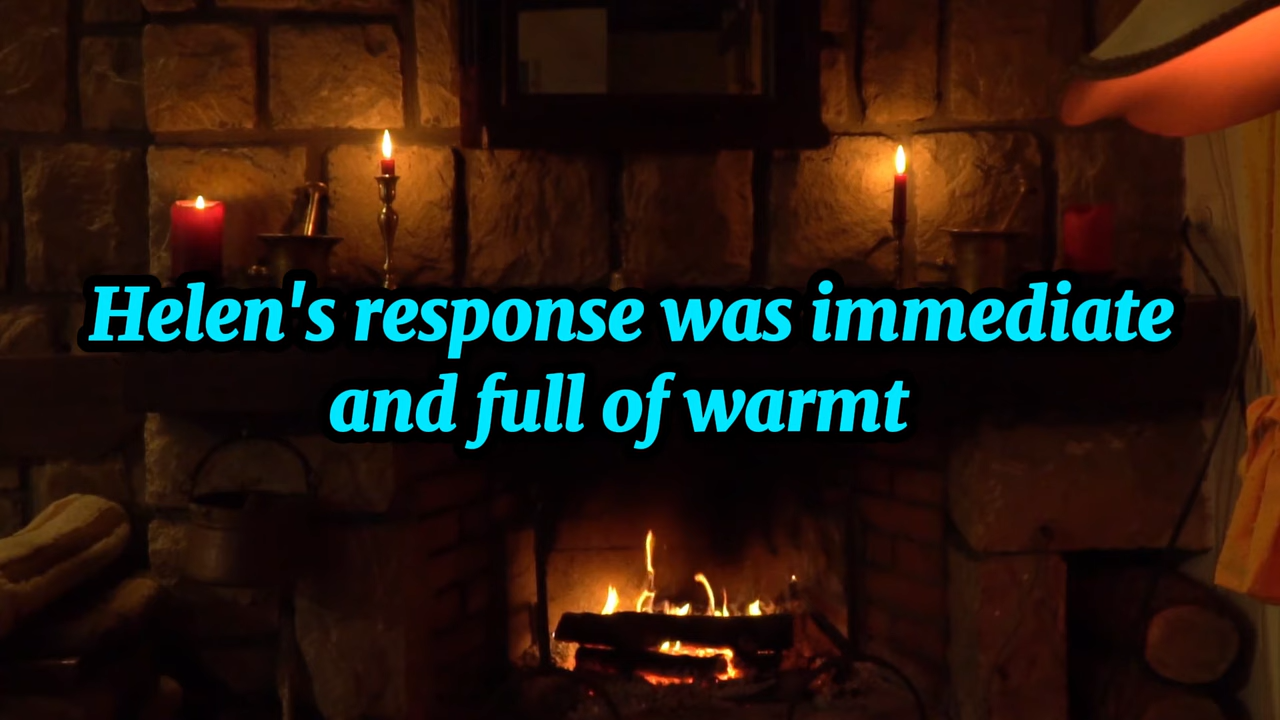 Helen's response was immediate
and full of warmt